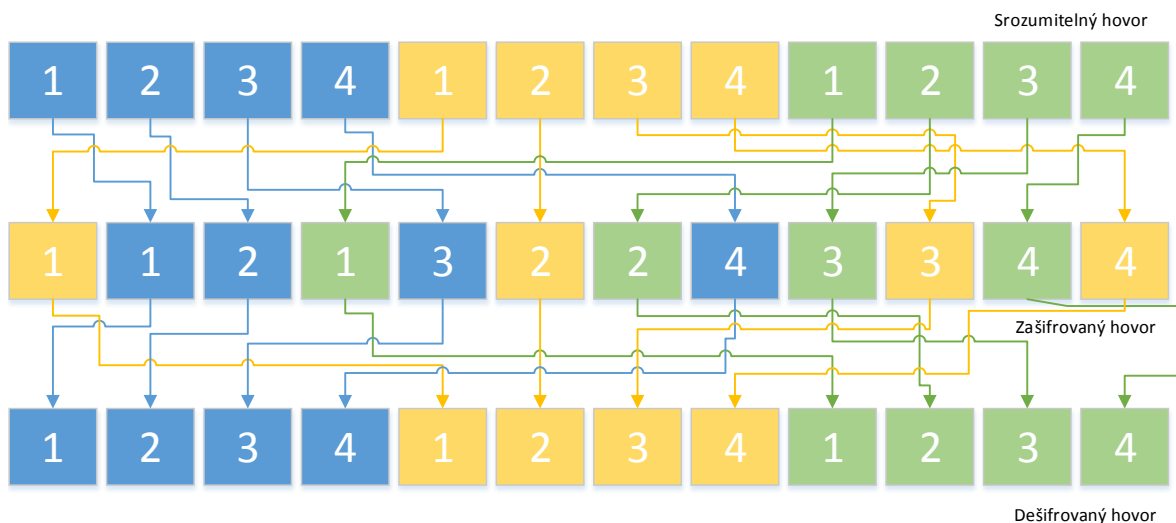 Srozumitelný hovor
1 2 3 4 1 2 3 4 1 2 3 4
1 1 2 1 3 2 2 4 3 3 4 4
Zašifrovaný hovor
1 2 3 4 1 2 3 4 1 2 3 4
Dešifrovaný hovor